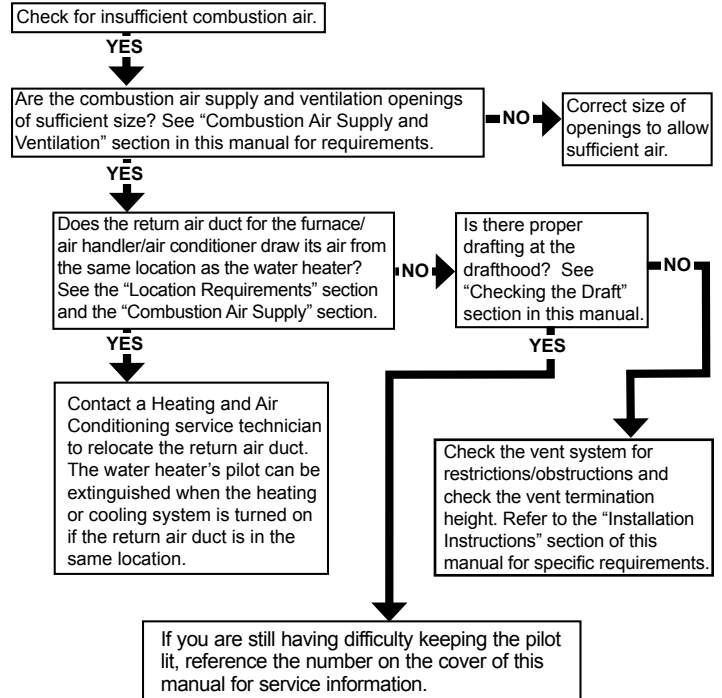 Check for insufficient combustion air.
YES
Are the combustion air supply and ventilation openings
of sufficient size? See “Combustion Air Supply and
Ventilation” section in this manual for requirements.
NO
Correct size of
openings to allow
sufficient air.
YES
Does the return air duct for the furnace/
air handler/air conditioner draw its air from
the same location as the water heater?
See the “Location Requirements” section
and the “Combustion Air Supply” section.
NO
Is there proper
drafting at the
drafthood? See
“Checking the Draft”
section in this manual.
NO
YES
YES
Contact a Heating and Air
Conditioning service technician
to relocate the return air duct.
The water heater’s pilot can be
extinguished when the heating
or cooling system is turned on
if the return air duct is in the
same location.
Check the vent system for
restrictions/obstructions and
check the vent termination
height. Refer to the “Installation
Instructions” section of this
manual for specific requirements.
If you are still having difficulty keeping the pilot
lit, reference the number on the cover of this
manual for service information.